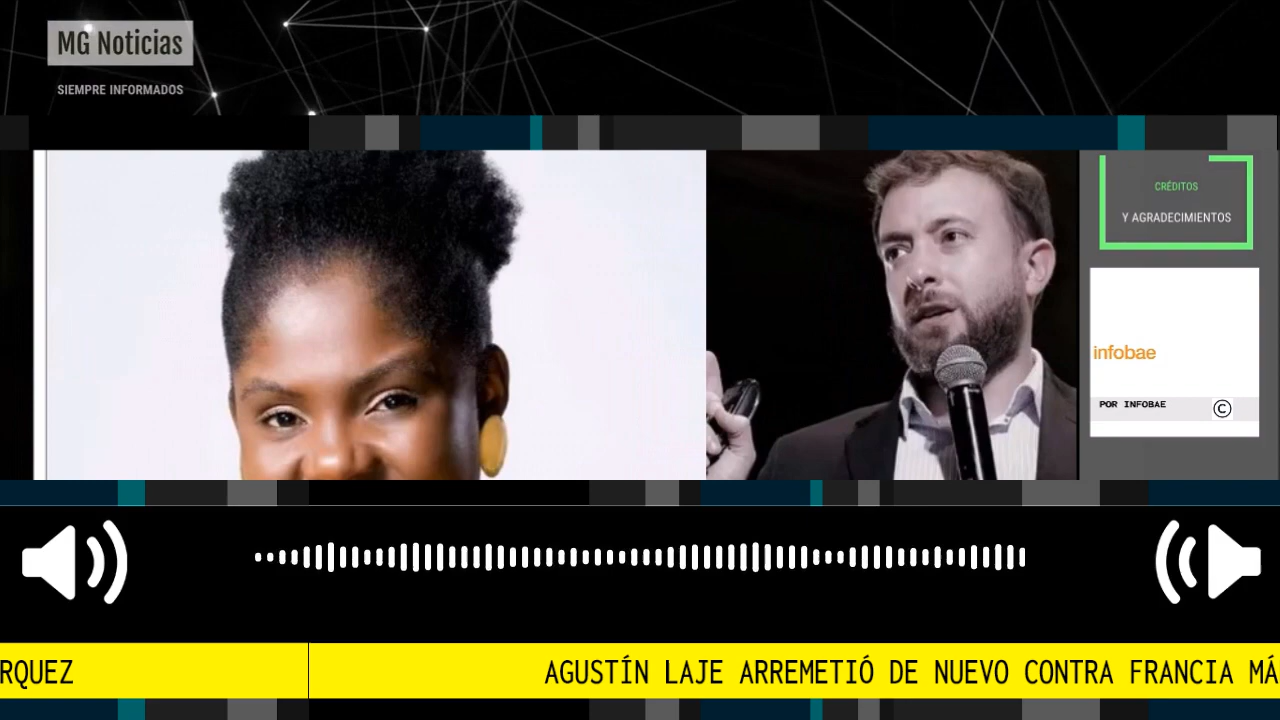 MG Noticias
SIEMPRE INFORMADOS
CRÉDITOS
Y AGRADECIMIENTOS
infobae
POR INFOBAE
©
RQUEZ
AGUSTÍN LAJE ARREMETIÓ DE NUEVO CONTRA FRANCIA MÁ